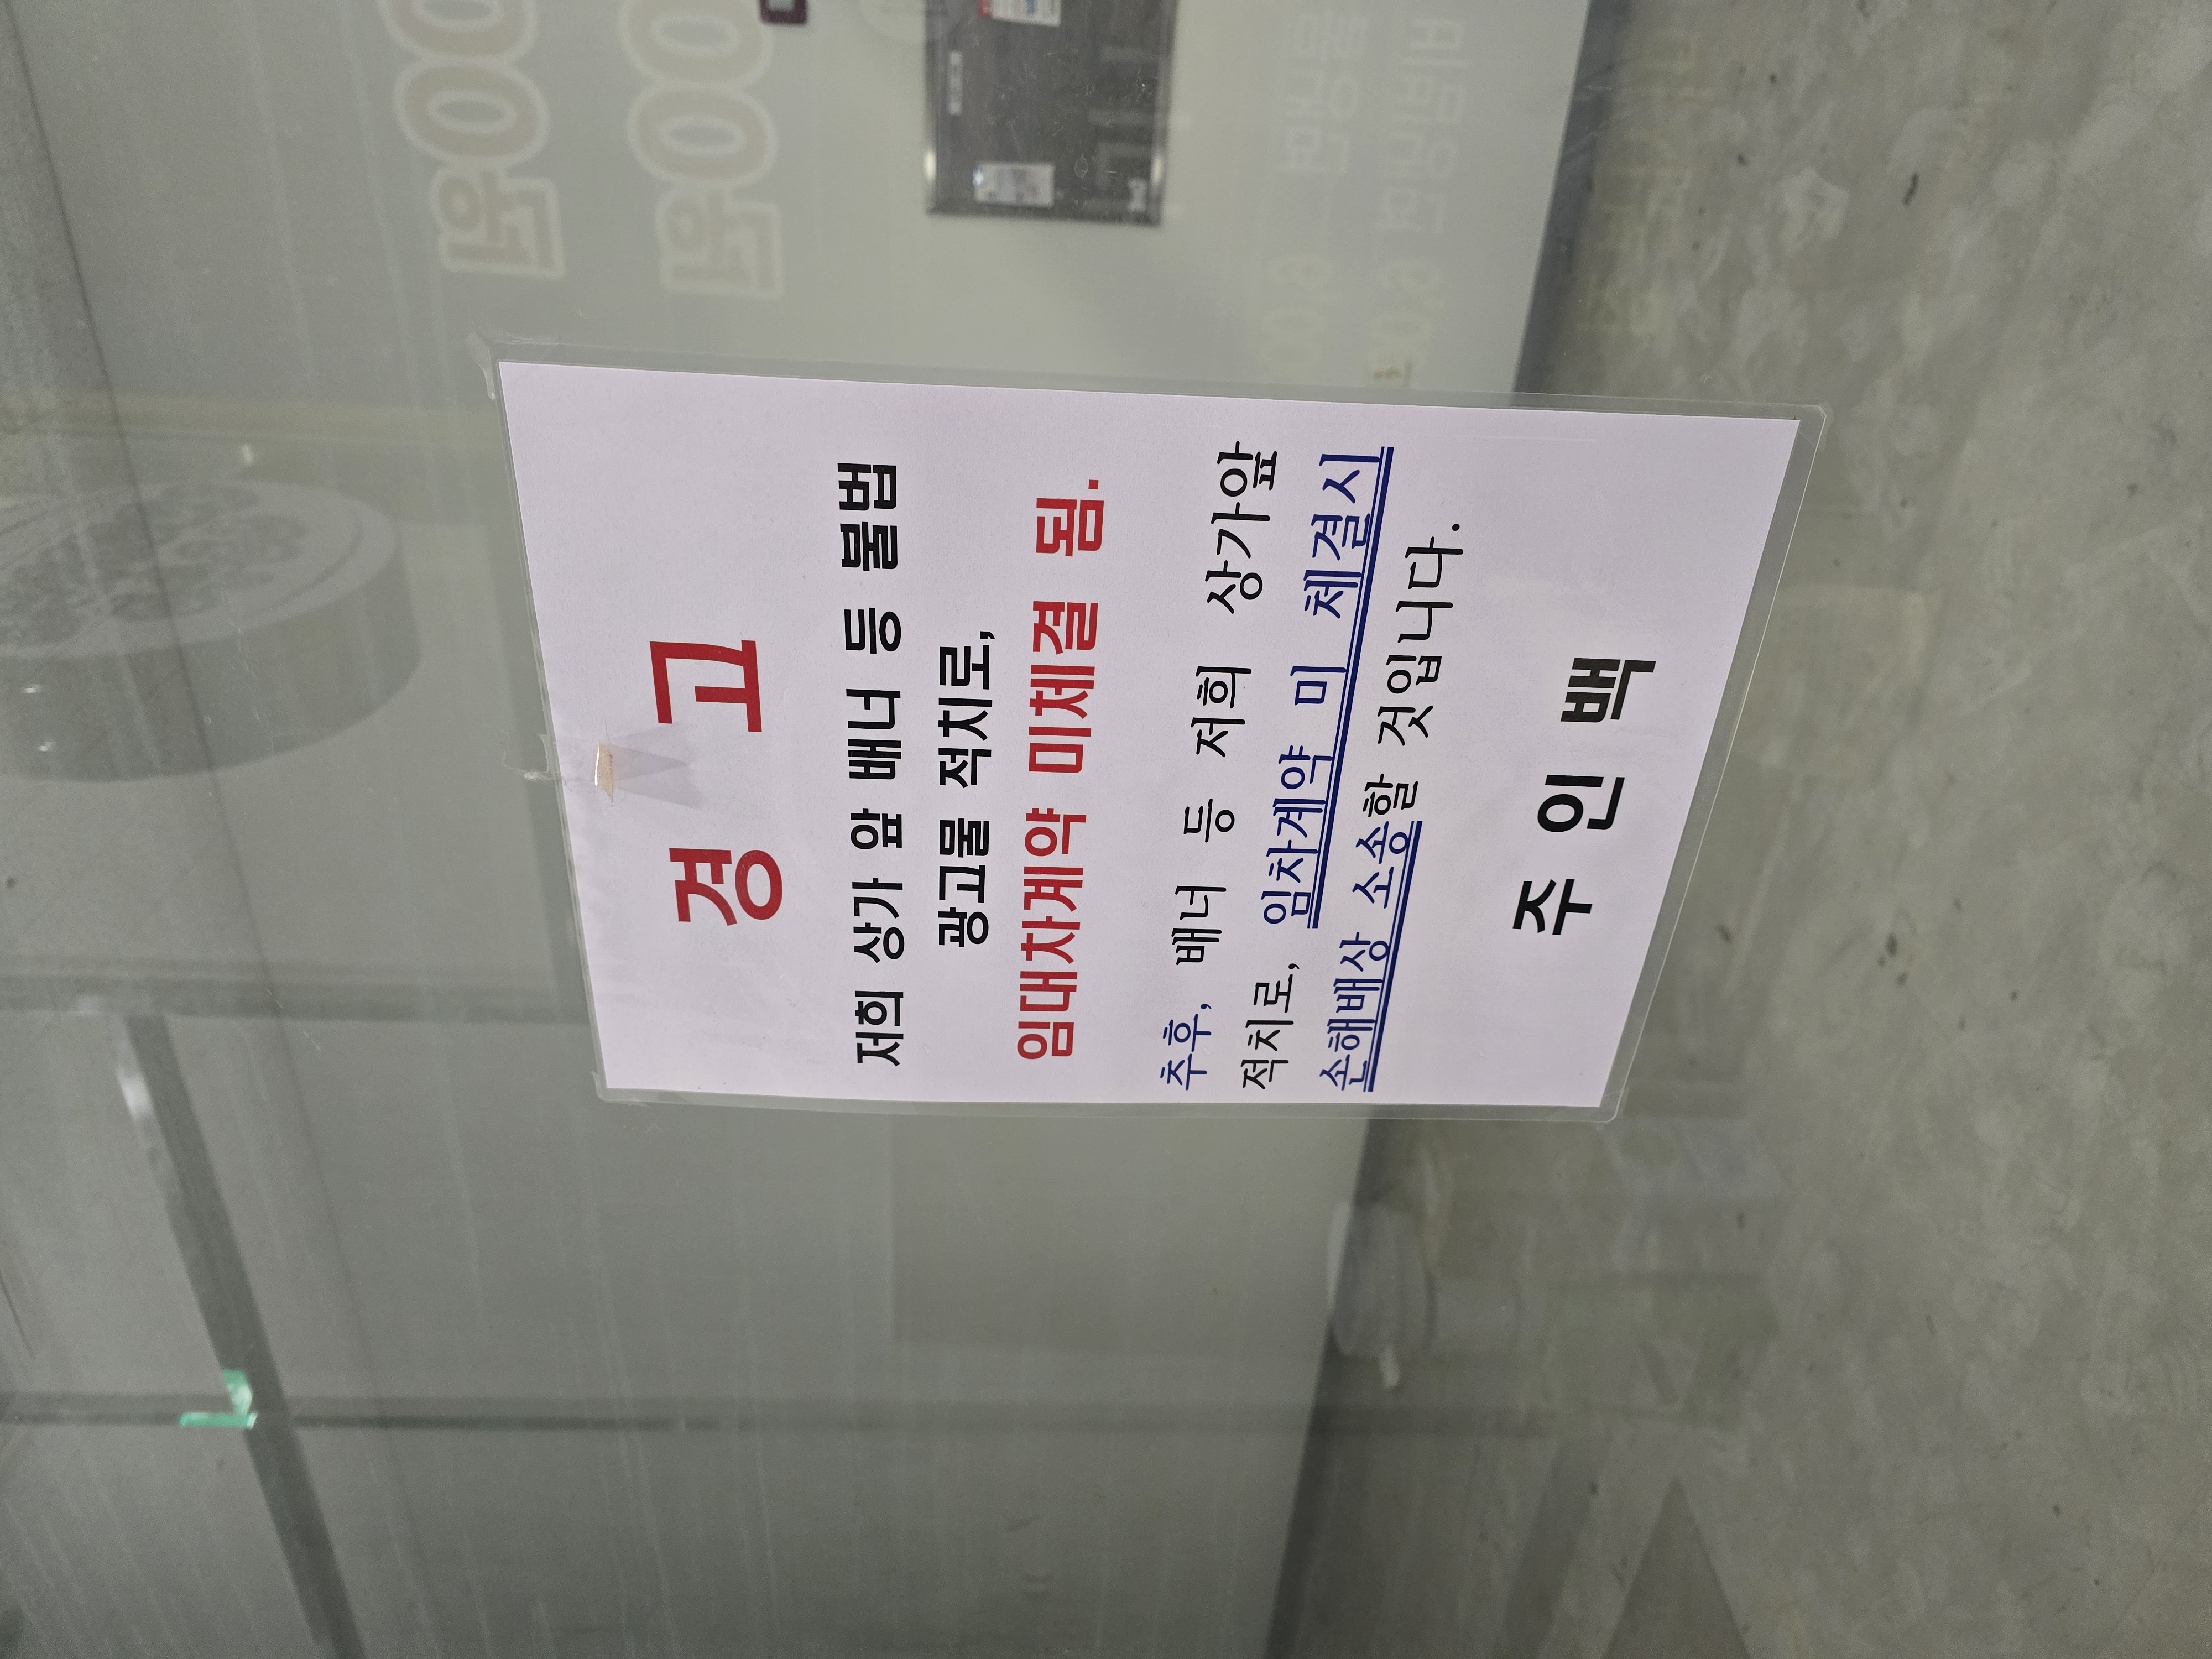 경 고
저희 상가 앞 배너 등 불법
광고물 적치로,
임대차계약 미체결 됨.
추후, 배너 등 저희 상가앞
적치로, 임차계약 미 체결시
손해배상 소송할 것입니다.
주 인 백